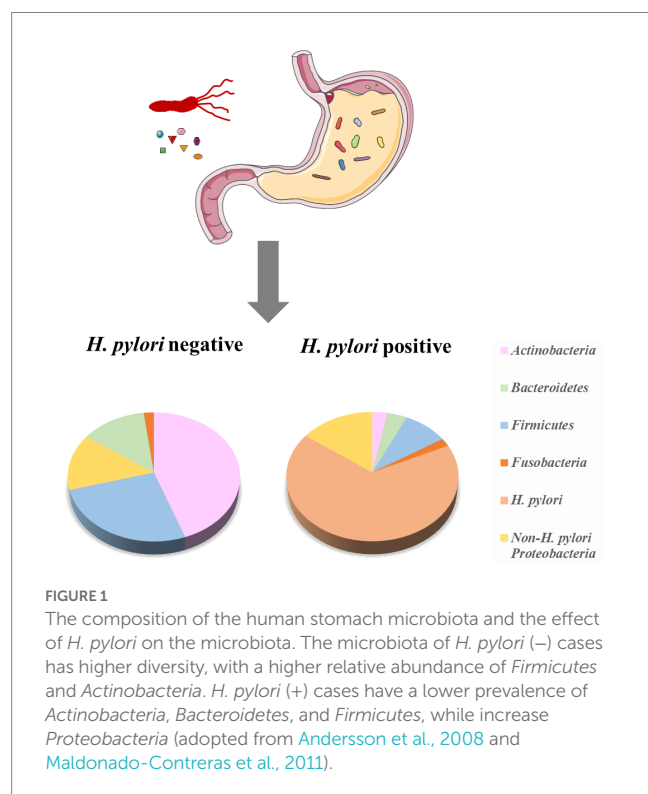 H. pylori negative
H. pylori positive
Actinobacteria
Bacteroidetes
Firmicutes
Fusobacteria
H. pylori
Non-H. pylori
Proteobacteria
FIGURE 1
The composition of the human stomach microbiota and the effect
of H. pylori on the microbiota. The microbiota of H. pylori (−) cases
has higher diversity, with a higher relative abundance of Firmicutes
and Actinobacteria. H. pylori (+) cases have a lower prevalence of
Actinobacteria, Bacteroidetes, and Firmicutes, while increase
Proteobacteria (adopted from Andersson et al., 2008 and
Maldonado-Contreras et al., 2011).